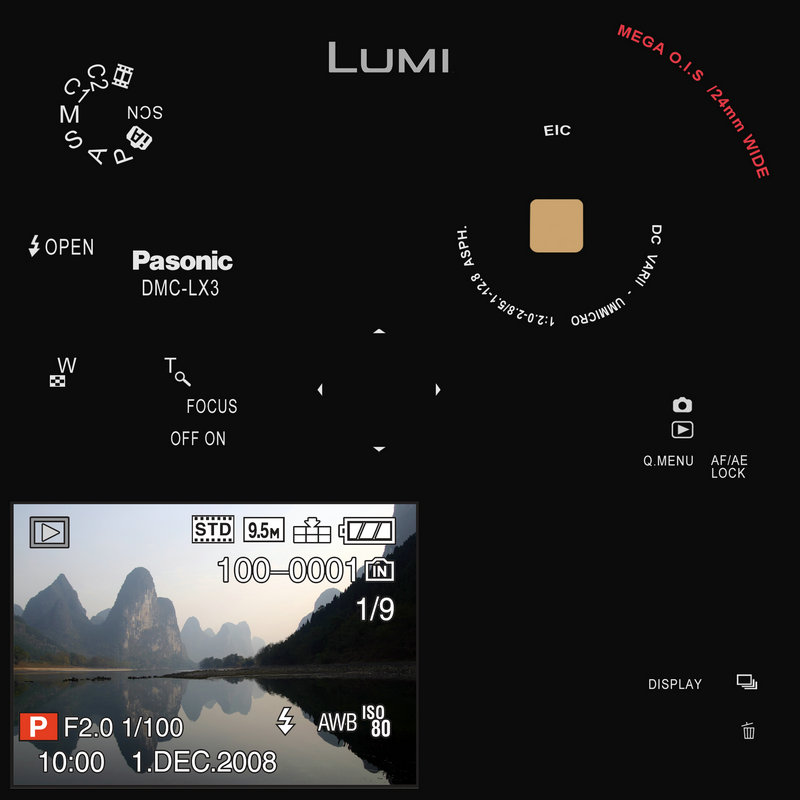 LUMI
MEGA O.I.S /24mm WIDE
C2
C1
M
SCN
S
A
P
EIC
OPEN
Pasonic
DMC-LX3
DC VARII - UMMICRO 1:2.0-2.8/5.1-12.8 ASPH.
W
T
FOCUS
OFF ON
Q.MENU
AF/AE
LOCK
STD 9.5M
100-0001 IN
1/9
P F2.0 1/100 AWB ISO 80
10:00 1.DEC.2008
DISPLAY